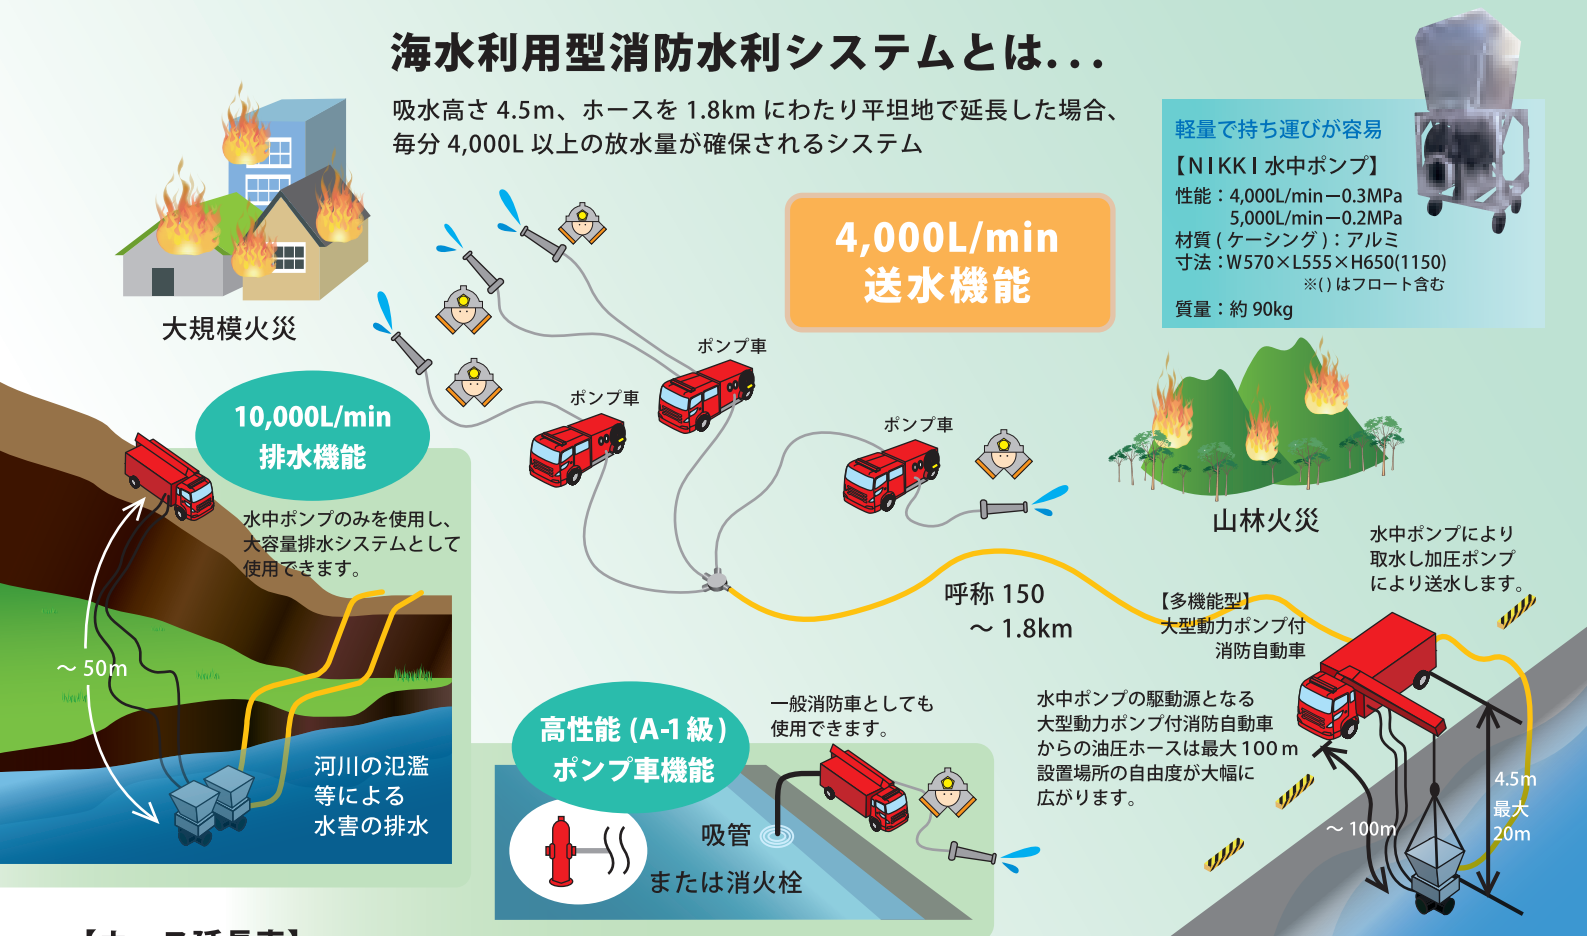 海水利用型消防水利システムとは...
吸水高さ 4.5m、ホースを 1.8km にわたり平坦地で延長した場合、
毎分 4,000L 以上の放水量が確保されるシステム
軽量で持ち運びが容易
【NIKKI 水中ポンプ】
性能：4,000L/min－0.3MPa
5,000L/min－0.2MPa
材質 ( ケーシング )：アルミ
寸法：W570×L555×H650(1150)
※( ) はフロート含む
質量：約 90kg
4,000L/min
送水機能
大規模火災
ポンプ車
ポンプ車
ポンプ車
10,000L/min
排水機能
水中ポンプのみを使用し、
大容量排水システムとして
使用できます。
～ 50m
河川の氾濫
等による
水害の排水
山林火災
水中ポンプにより
取水し加圧ポンプ
により送水します。
呼称 150
～ 1.8km
【多機能型】
大型動力ポンプ付
消防自動車
水中ポンプの駆動源となる
大型動力ポンプ付消防自動車
からの油圧ホースは最大 100ｍ
設置場所の自由度が大幅に
広がります。
～ 100m
4.5m
最大
20m
高性能 (A-1 級 )
ポンプ車機能
一般消防車としても
使用できます。
吸管
または消火栓